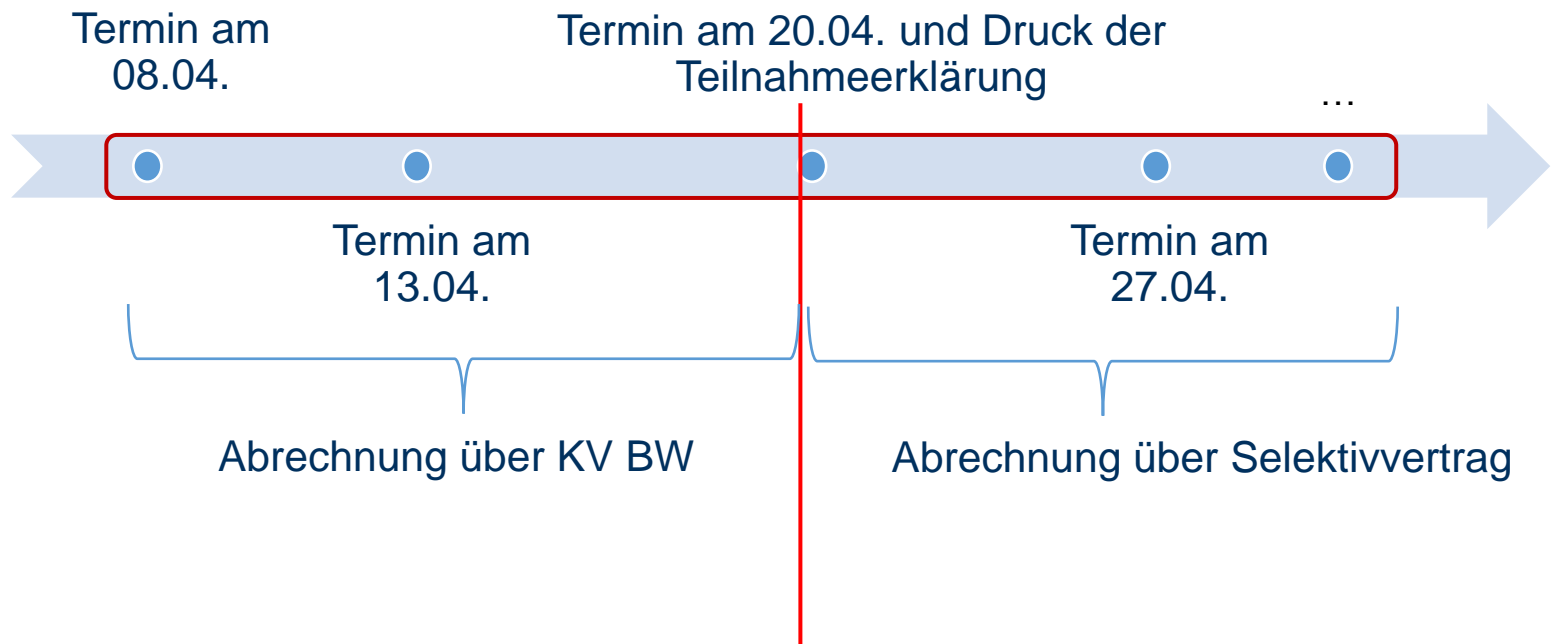 Termin am
08.04.
Termin am 20.04. und Druck der
Teilnahmeerklärung
...
Termin am
13.04.
Termin am
27.04.
Abrechnung über KV BW
Abrechnung über Selektivvertrag